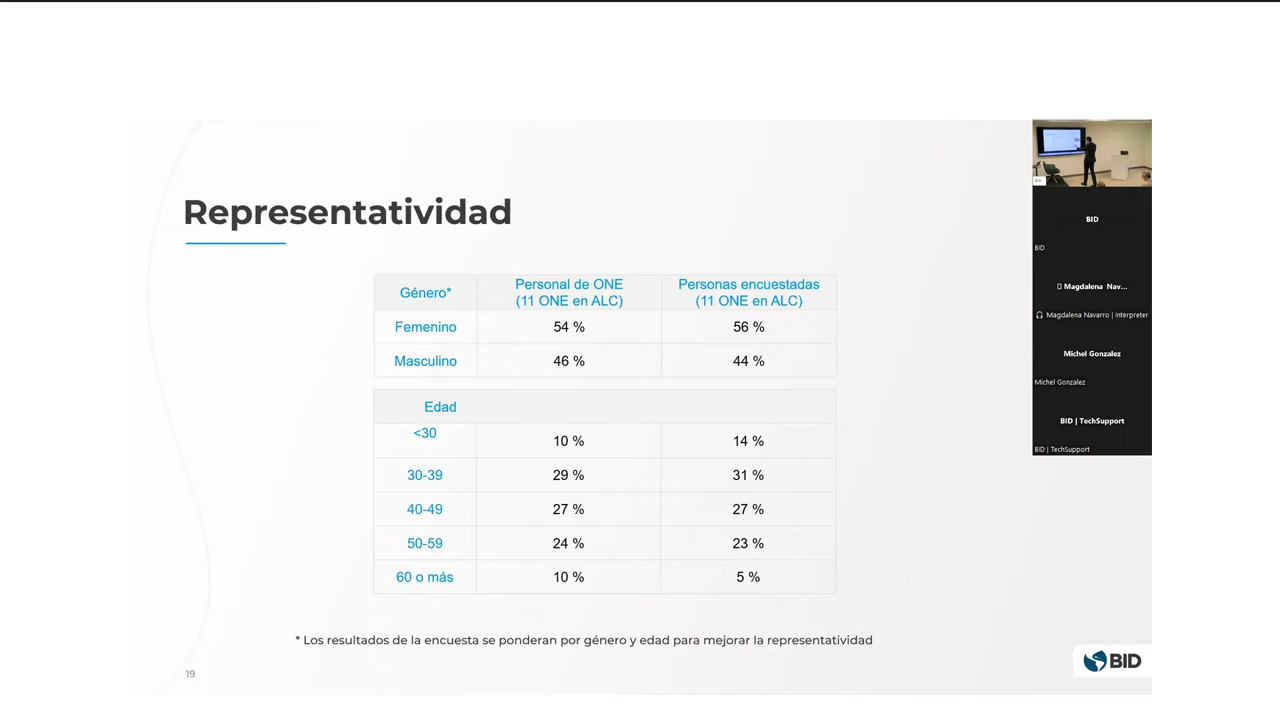 Representatividad
Género* Personal de ONE (11 ONE en ALC) Personas encuestadas (11 ONE en ALC)
Femenino 54 % 56 %
Masculino 46 % 44 %
Edad
<30 10 % 14 %
30-39 29 % 31 %
40-49 27 % 27 %
50-59 24 % 23 %
60 o más 10 % 5 %
* Los resultados de la encuesta se ponderan por género y edad para mejorar la representatividad
19
BID
BID
BID
Magdalena Nav...
Magdalena Navarro | Interpreter
Michel Gonzalez
Michel Gonzalez
BID | TechSupport
BID | TechSupport